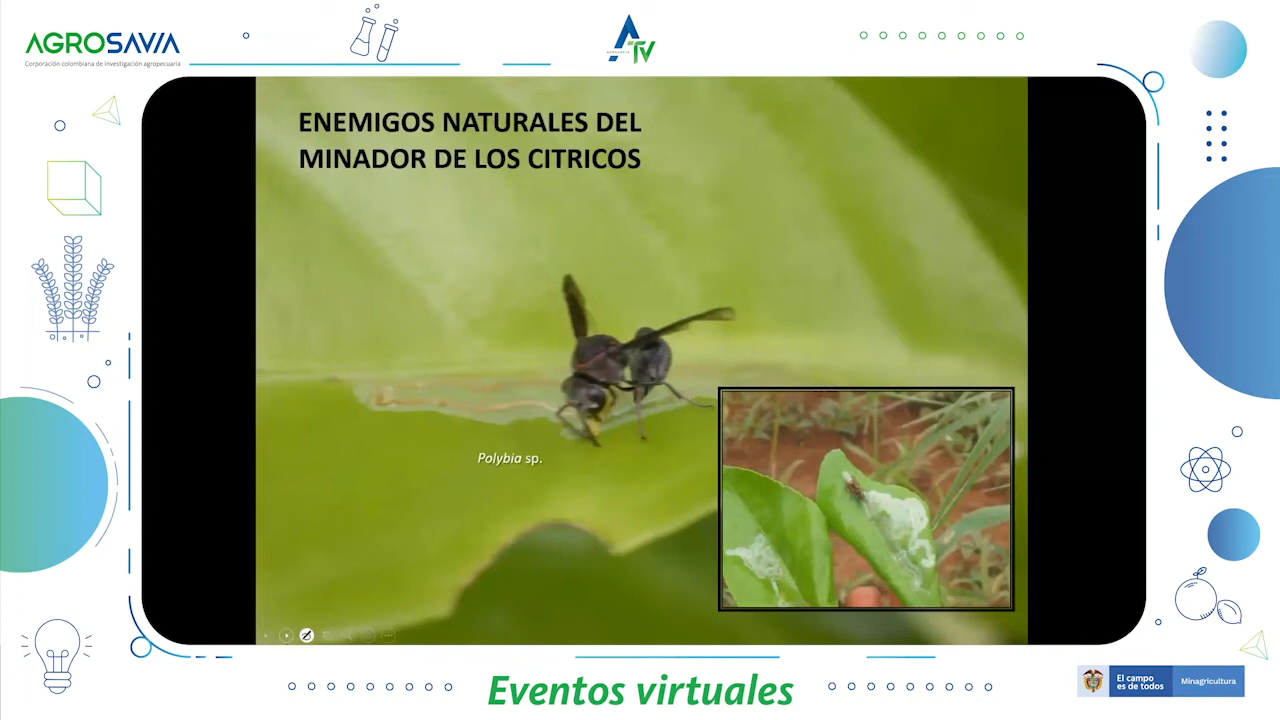 AGROSAVIA
Corporación colombiana de investigación agropecuaria
ATV
ENEMIGOS NATURALES DEL
MINADOR DE LOS CITRICOS
Polybia sp.
Eventos virtuales
El campo
es de todos
Minagricultura